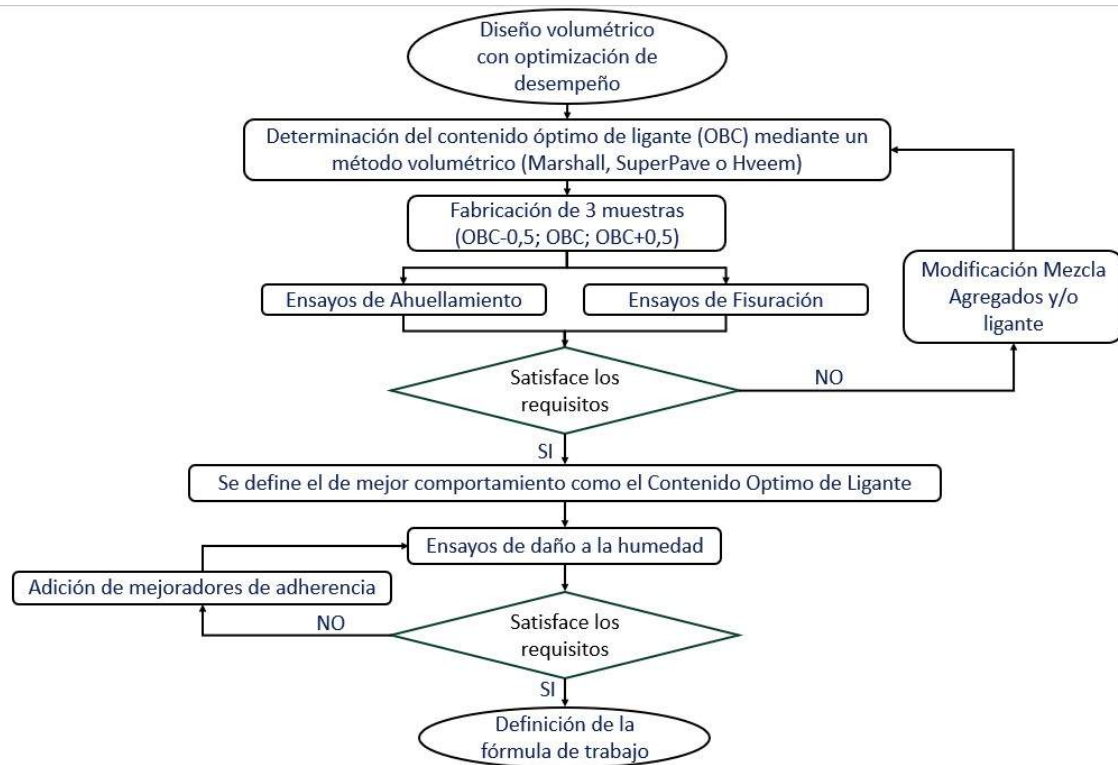 Diseño volumétrico
con optimización de
desempeño
Determinación del contenido óptimo de ligante (OBC) mediante un
método volumétrico (Marshall, SuperPave o Hveem)
Fabricación de 3 muestras
(OBC-0,5; OBC; OBC+0,5)
Modificación Mezcla
Agregados y/o
ligante
Ensayos de Ahuellamiento
Ensayos de Fisuración
Satisface los
requisitos
NO
SI
Se define el de mejor comportamiento como el Contenido Optimo de Ligante
Ensayos de daño a la humedad
Adición de mejoradores de adherencia
NO
Satisface los
requisitos
SI
Definición de la
fórmula de trabajo